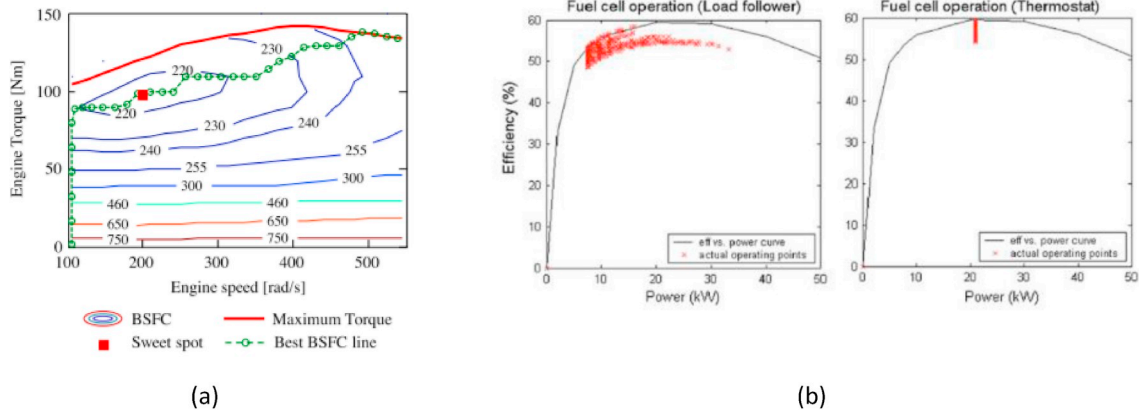 150
100
50
0
100
200
300
400
500
Engine Torque [Nm]
Engine speed [rad/s]
220
220
230
230
240
240
255
255
300
300
460
460
650
650
750
750
BSFC
Maximum Torque
Sweet spot
Best BSFC line
(a)
Fuel cell operation (Load follower)
Efficiency (%)
60
50
40
30
20
10
0
0 10 20 30 40 50
Power (kW)
eff vs. power curve
actual operating points
Fuel cell operation (Thermostat)
60
50
40
30
20
60
10
0
0 10 20 30 40 50
Power (kW)
eff vs. power curve
actual operating points
(b)